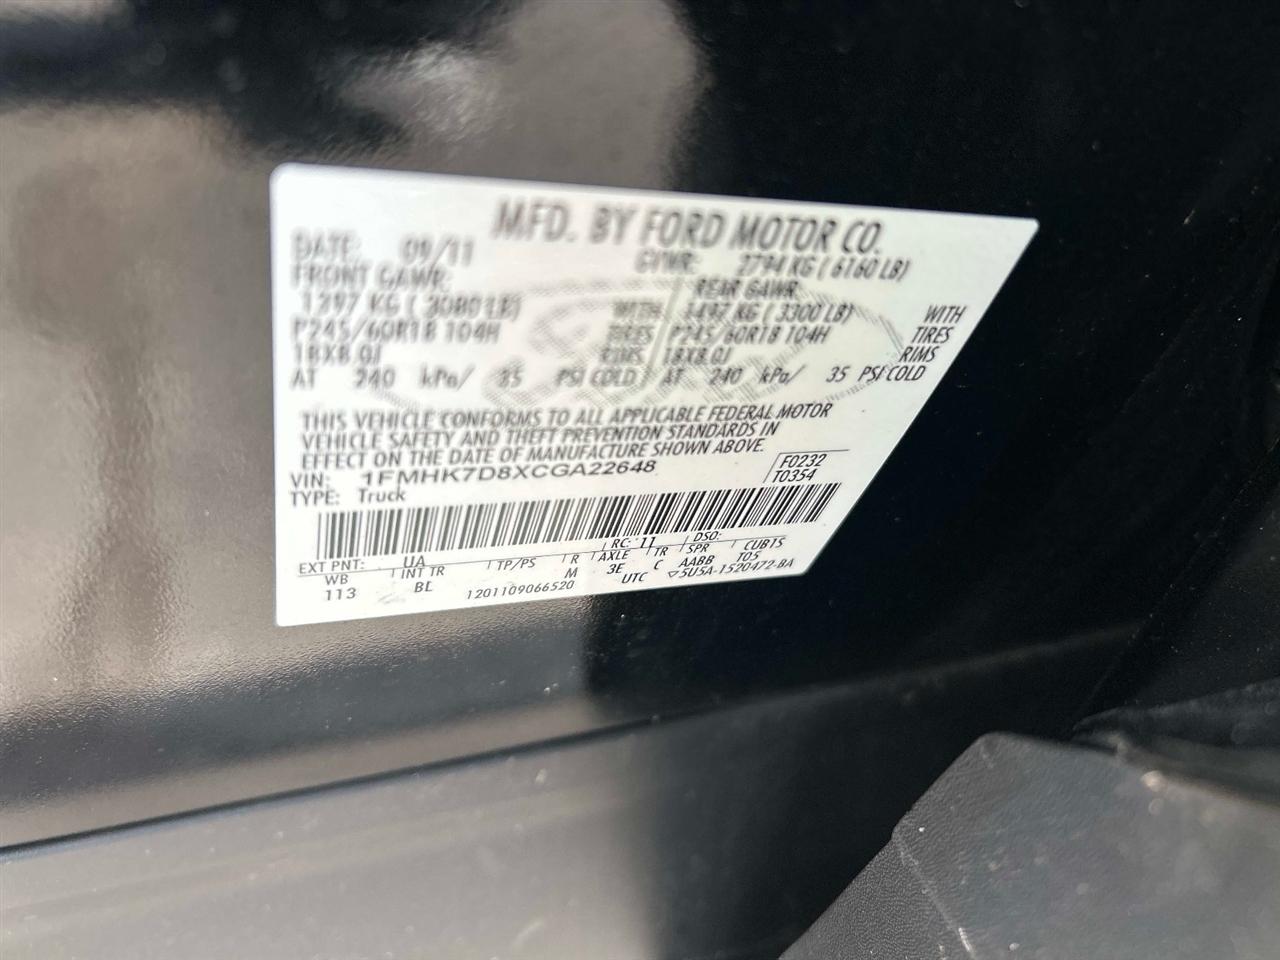 MFD. BY FORD MOTOR CO.
DATE: 09/11 GVWR: 2794 KG ( 6160 LB)
FRONT GAWR: REAR GAWR:
1397 KG ( 3080 LB) WITH 1497 KG ( 3300 LB) WITH
P245/60R18 104H TIRES P245/60R18 104H TIRES
18X8.0J RIMS 18X8.0J RIMS
AT 240 kPa/ 35 PSI COLD AT 240 kPa/ 35 PSI COLD
THIS VEHICLE CONFORMS TO ALL APPLICABLE FEDERAL MOTOR
VEHICLE SAFETY AND THEFT PREVENTION STANDARDS IN
EFFECT ON THE DATE OF MANUFACTURE SHOWN ABOVE.
VIN: 1FMHK7D8XCGA22648 F0232
TYPE: Truck T0354
EXT PNT: UA RC: 11 DSO:
WB INT TR TP/PS R AXLE TR SPR CUBTS
113 BL M 3E C AABB T05
1201109066520 UTC ▽5U5A-1520472-BA